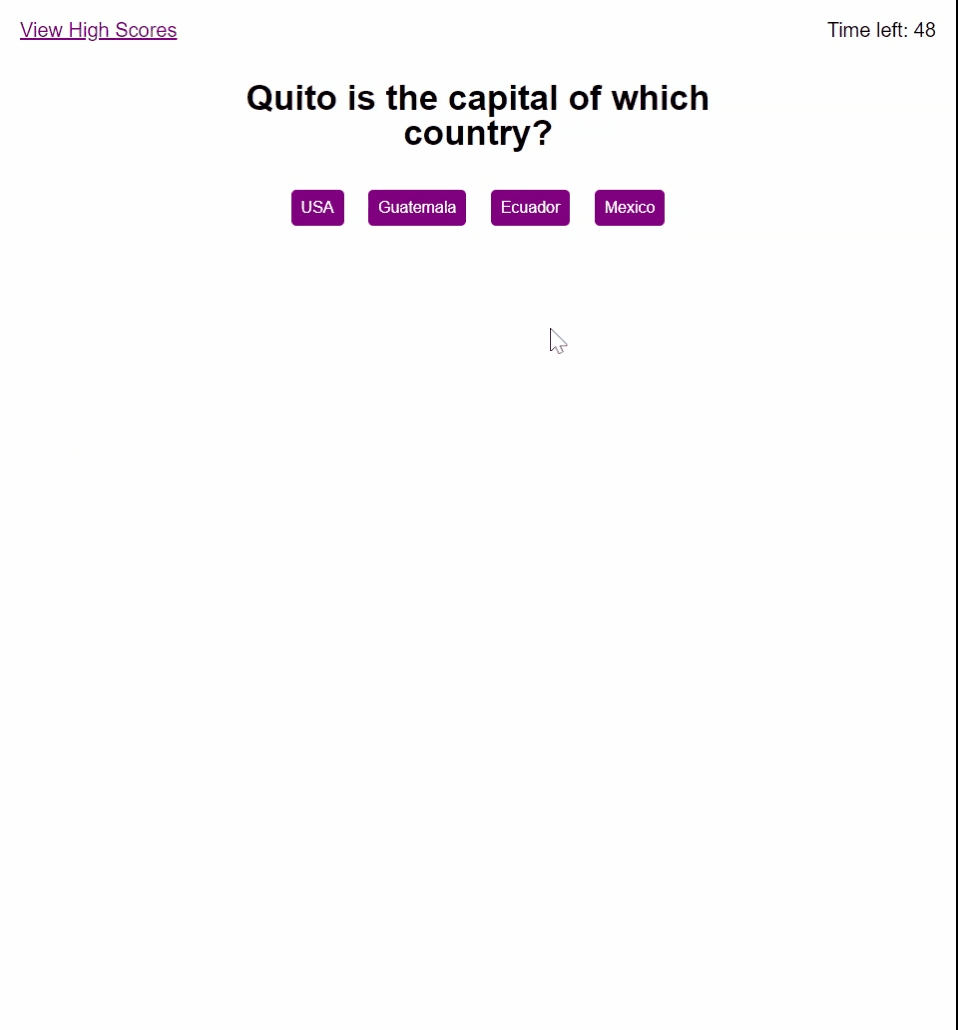 View High Scores
Time left: 48
Quito is the capital of which
country?
USA
Guatemala
Ecuador
Mexico